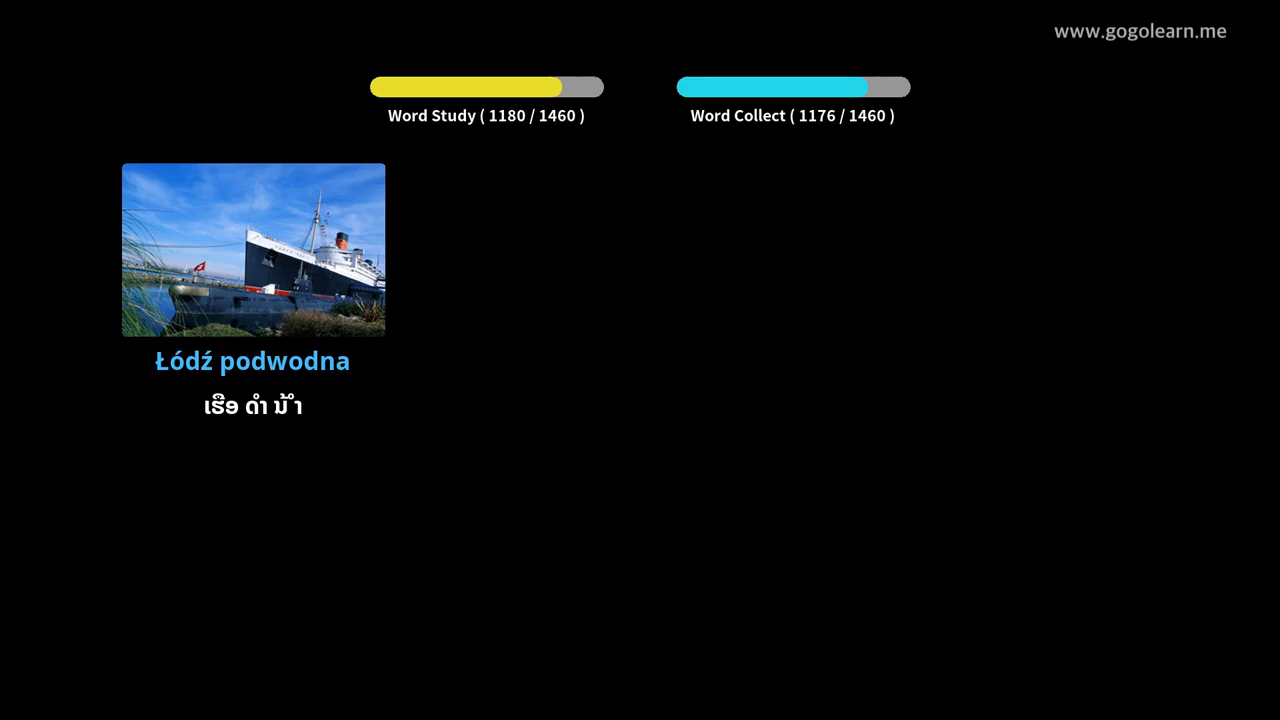 www.gogolearn.me
Word Study ( 1180 / 1460 )
Word Collect ( 1176 / 1460 )
Łódź podwodna
ເຮືອ ດຳ ນ້ ຳ